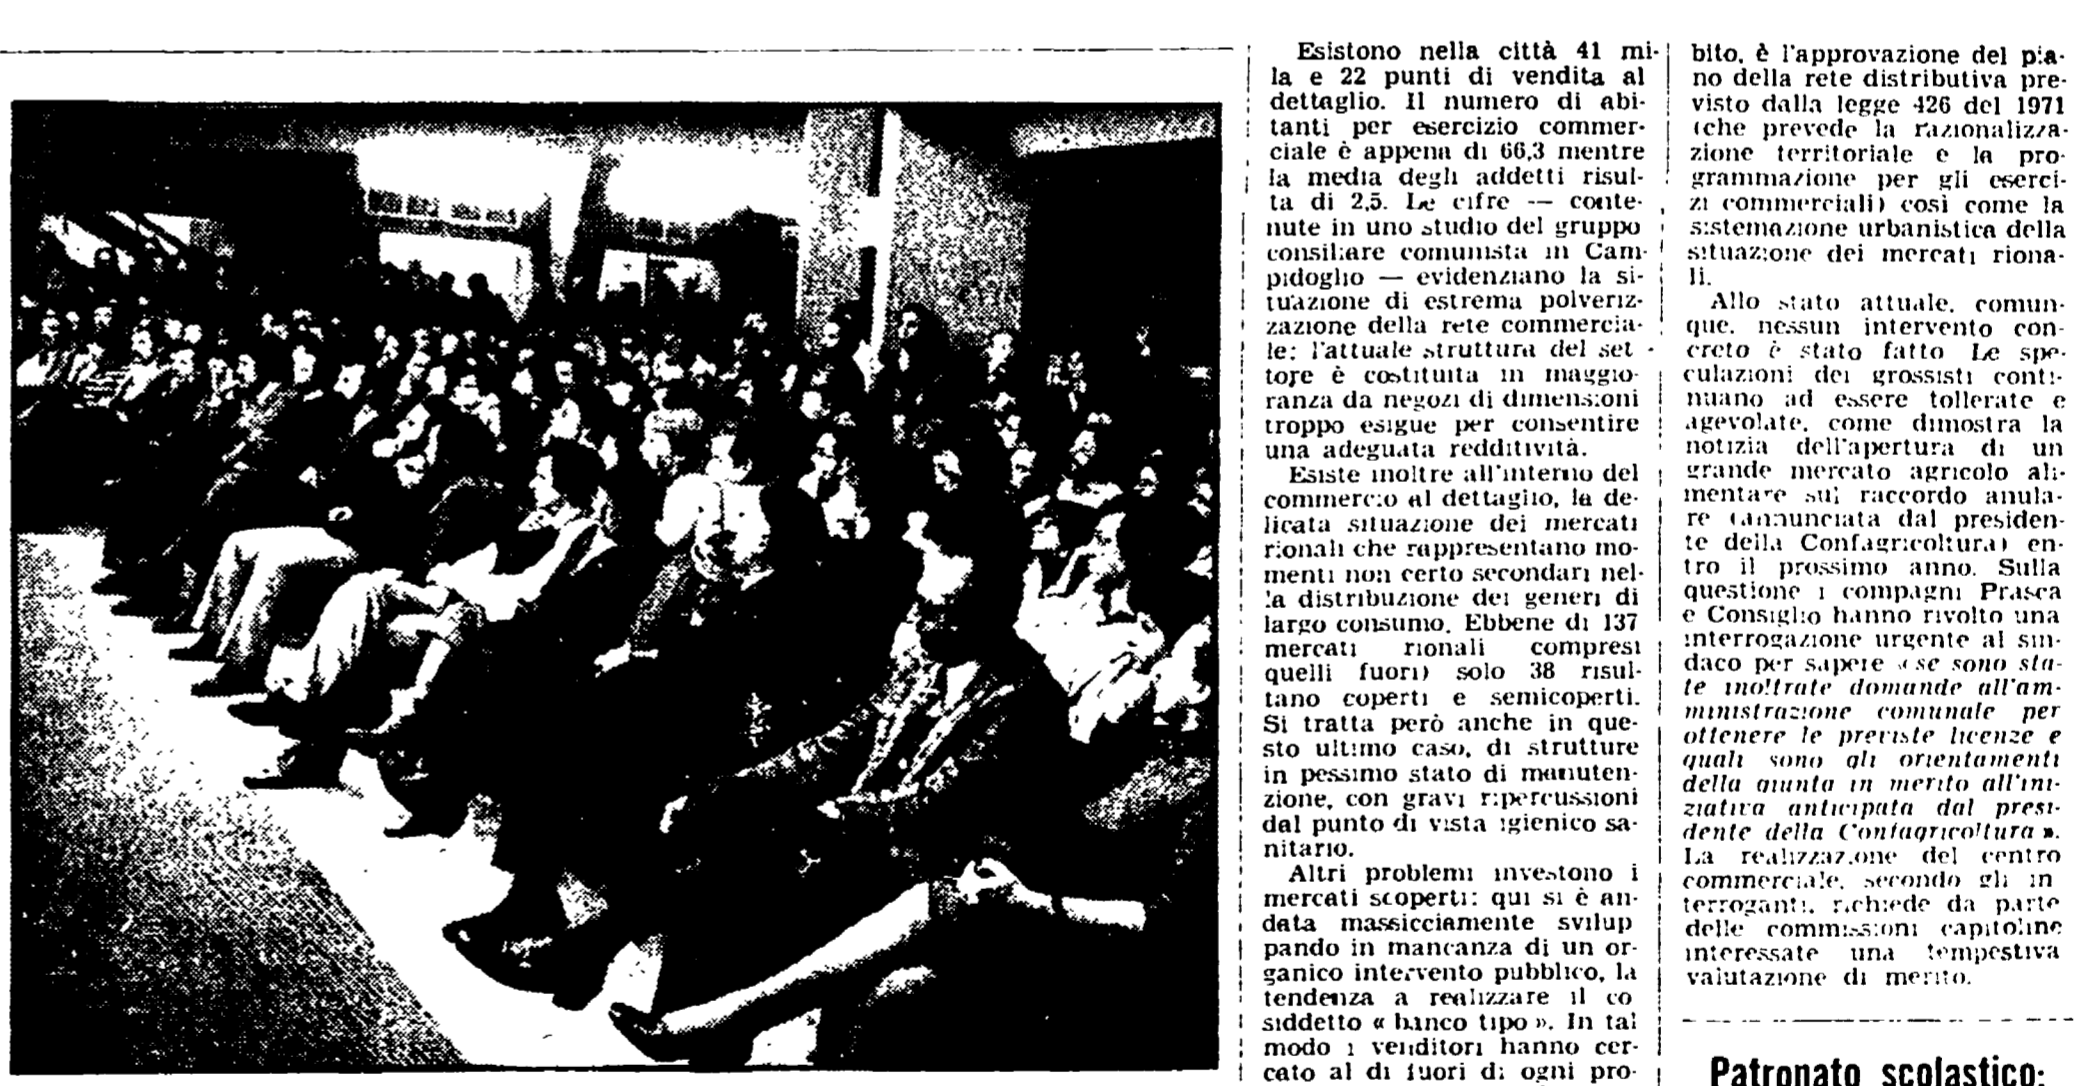 Esistono nella città 41 mi-
la e 22 punti di vendita al
dettaglio. Il numero di abi-
tanti per esercizio commer-
ciale è appena di 66,3 mentre
la media degli addetti risul-
ta di 2,5. Le cifre — conte-
nute in uno studio del gruppo
consiliare comunista in Cam-
pidoglio — evidenziano la si-
tuazione di estrema polveriz-
zazione della rete commercia-
le: l'attuale struttura del set-
tore è costituita in maggio-
ranza da negozi di dimensioni
troppo esigue per consentire
una adeguata redditività.
Esiste inoltre all'interno del
commercio al dettaglio, la de-
licata situazione dei mercati
rionali che rappresentano mo-
menti non certo secondari nel-
la distribuzione dei generi di
largo consumo. Ebbene di 137
mercati rionali compresi
quelli fuori) solo 38 risul-
tano coperti e semicoperti.
Si tratta però anche in que-
sto ultimo caso, di strutture
in pessimo stato di manuten-
zione, con gravi ripercussioni
dal punto di vista igienico sa-
nitario.
Altri problemi investono i
mercati scoperti: qui si è an-
data massicciamente svilup
pando in mancanza di un or-
ganico intervento pubblico, la
tendenza a realizzare il co
siddetto « banco tipo ». In tal
modo i venditori hanno cer-
cato al di fuori di ogni pro-
bito, è l'approvazione del pia-
no della rete distributiva pre-
visto dalla legge 426 del 1971
(che prevede la razionalizza-
zione territoriale e la pro-
grammazione per gli eserci-
zi commerciali) così come la
sistemazione urbanistica della
situazione dei mercati riona-
li.
Allo stato attuale, comun-
que, nessun intervento con-
creto è stato fatto Le spe-
culazioni dei grossisti conti-
nuano ad essere tollerate e
agevolate, come dimostra la
notizia dell'apertura di un
grande mercato agricolo ali-
mentare sul raccordo anula-
re (annunciata dal presiden-
te della Confagricoltura) en-
tro il prossimo anno. Sulla
questione i compagni Prasca
e Consiglio hanno rivolto una
interrogazione urgente al sin-
daco per sapere « se sono sta-
te inoltrate domande all'am-
ministrazione comunale per
ottenere le previste licenze e
quali sono gli orientamenti
della giunta in merito all'ini-
ziativa anticipata dal presi-
dente della Confagricoltura ».
La realizzazione del centro
commerciale, secondo gli in
terroganti, richiede da parte
delle commissioni capitoline
interessate una tempestiva
valutazione di merito.
Patronato scolastico: